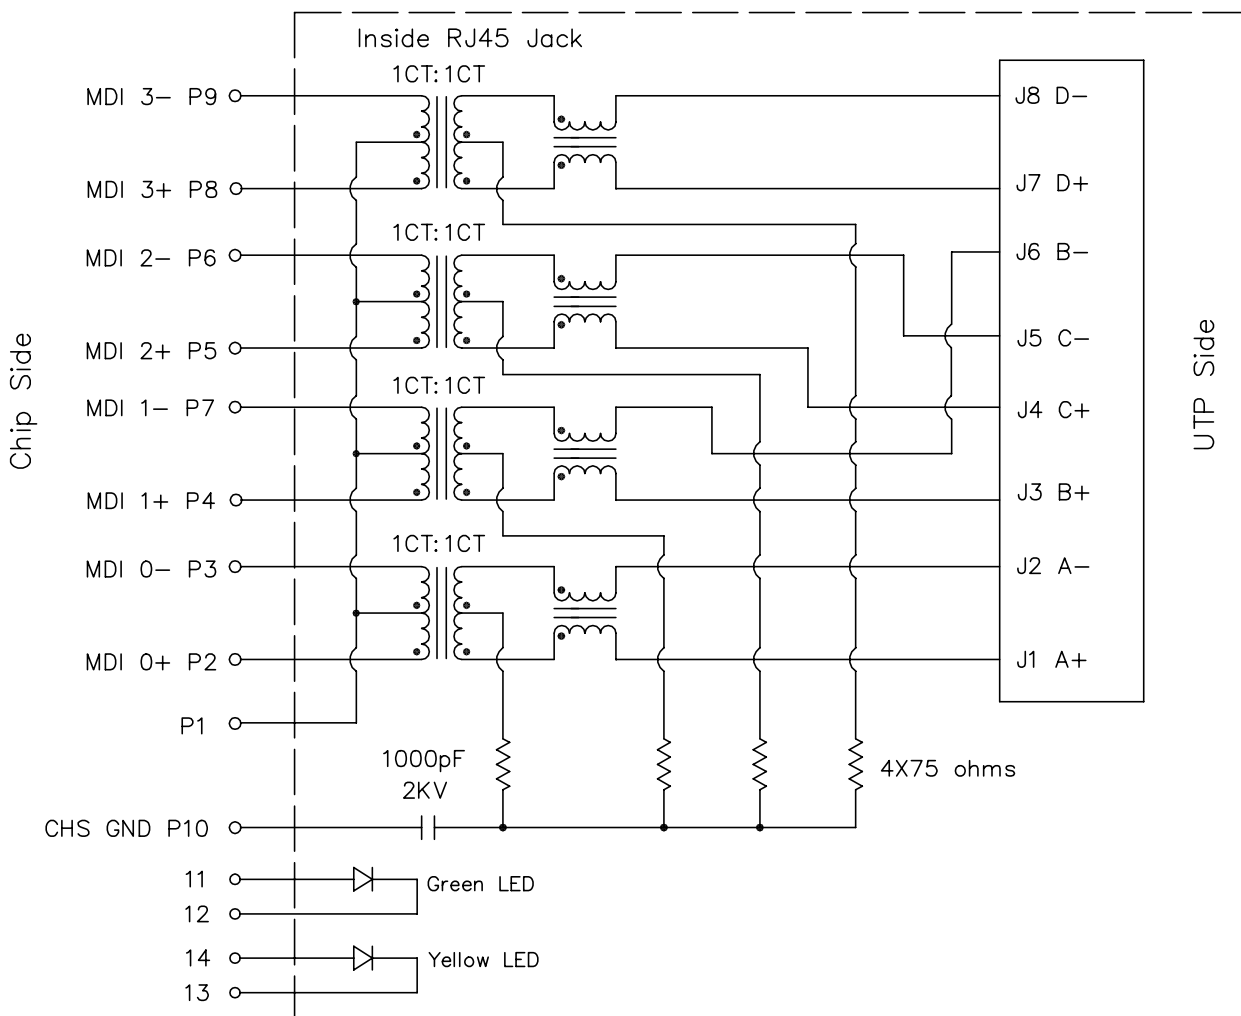 Inside RJ45 Jack
1CT:1CT
MDI 3- P9
J8 D-
MDI 3+ P8
J7 D+
1CT:1CT
MDI 2- P6
J6 B-
MDI 2+ P5
J5 C-
1CT:1CT
MDI 1- P7
J4 C+
MDI 1+ P4
J3 B+
1CT:1CT
MDI 0- P3
J2 A-
MDI 0+ P2
J1 A+
Chip Side
UTP Side
P1
1000pF
2KV
4X75 ohms
CHS GND P10
11
Green LED
12
14
Yellow LED
13